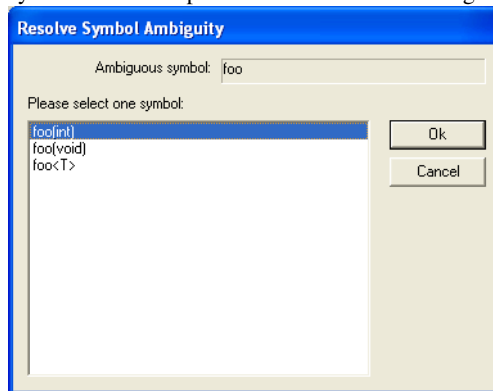 Resolve Symbol Ambiguity
Ambiguous symbol: foo
Please select one symbol:
foo(int)
foo(void)
foo<T>
Ok
Cancel